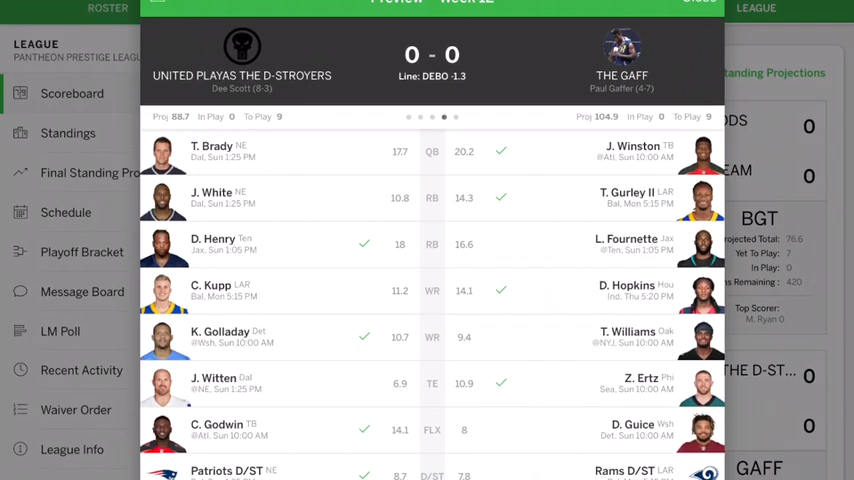 ROSTER
Preview - Week 12
LEAGUE
LEAGUE
PANTHEON PRESTIGE LEAGU
Scoreboard
Standings
Final Standing Pro
Schedule
Playoff Bracket
Message Board
LM Poll
Recent Activity
Waiver Order
League Info
UNITED PLAYAS THE D-STROYERS
Dee Scott (8-3)
0 - 0
Line: DEBO -1.3
THE GAFF
Paul Gaffer (4-7)
Proj 88.7 In Play 0 To Play 9
Proj 104.9 In Play 0 To Play 9
T. Brady NE 17.7 QB 20.2 J. Winston TB
Dal, Sun 1:25 PM @Atl, Sun 10:00 AM
J. White NE 10.8 RB 14.3 T. Gurley II LAR
Dal, Sun 1:25 PM Bal, Mon 5:15 PM
D. Henry Ten 18 RB 16.6 L. Fournette Jax
Jax, Sun 1:05 PM @Ten, Sun 1:05 PM
C. Kupp LAR 11.2 WR 14.1 D. Hopkins Hou
Bal, Mon 5:15 PM Ind, Thu 5:20 PM
K. Golladay Det 10.7 WR 9.4 T. Williams Oak
@Wsh, Sun 10:00 AM @NYJ, Sun 10:00 AM
J. Witten Dal 6.9 TE 10.9 Z. Ertz Phi
@NE, Sun 1:25 PM Sea, Sun 10:00 AM
C. Godwin TB 14.1 FLX 8 D. Guice Wsh
@Atl, Sun 10:00 AM Det, Sun 10:00 AM
Patriots D/ST NE 8.7 D/ST 7.8 Rams D/ST LAR
tanding Projections
DS 0
EAM 0
BGT
ojected Total: 76.6
Yet To Play: 7
In Play: 0
ns Remaining: 420
Top Scorer:
M. Ryan 0
THE D-ST... 0
0
GAFF